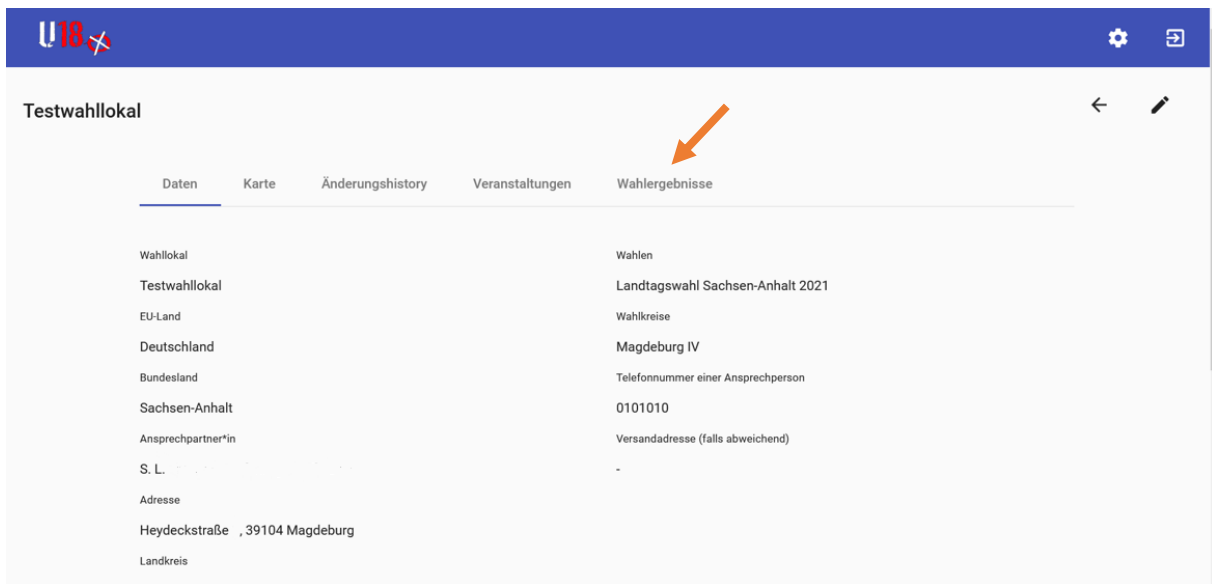 U18
Testwahllokal
Daten Karte Änderungshistory Veranstaltungen Wahlergebnisse
Wahllokal
Testwahllokal
EU-Land
Deutschland
Bundesland
Sachsen-Anhalt
Ansprechpartner*in
S. L.
Adresse
Heydeckstraße , 39104 Magdeburg
Landkreis
Wahlen
Landtagswahl Sachsen-Anhalt 2021
Wahlkreise
Magdeburg IV
Telefonnummer einer Ansprechperson
0101010
Versandadresse (falls abweichend)
-